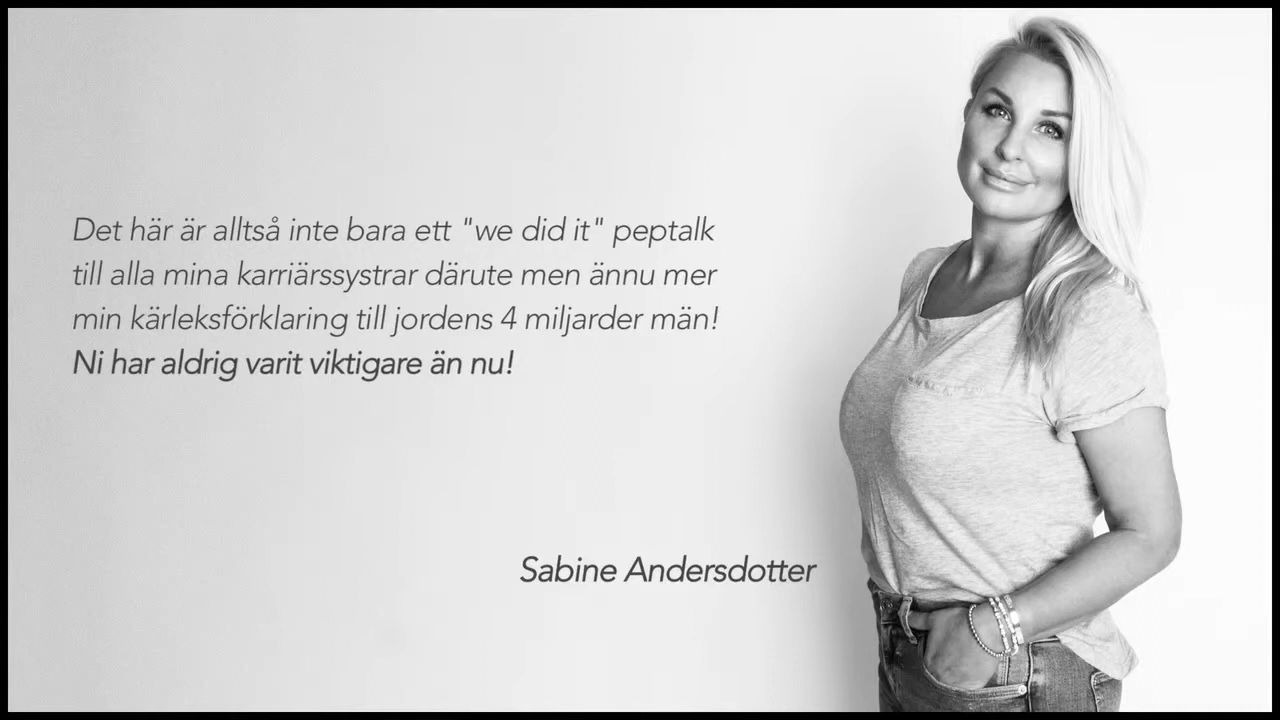 Det här är alltså inte bara ett "we did it" peptalk
till alla mina karriärssystrar därute men ännu mer
min kärleksförklaring till jordens 4 miljarder män!
Ni har aldrig varit viktigare än nu!
Sabine Andersdotter